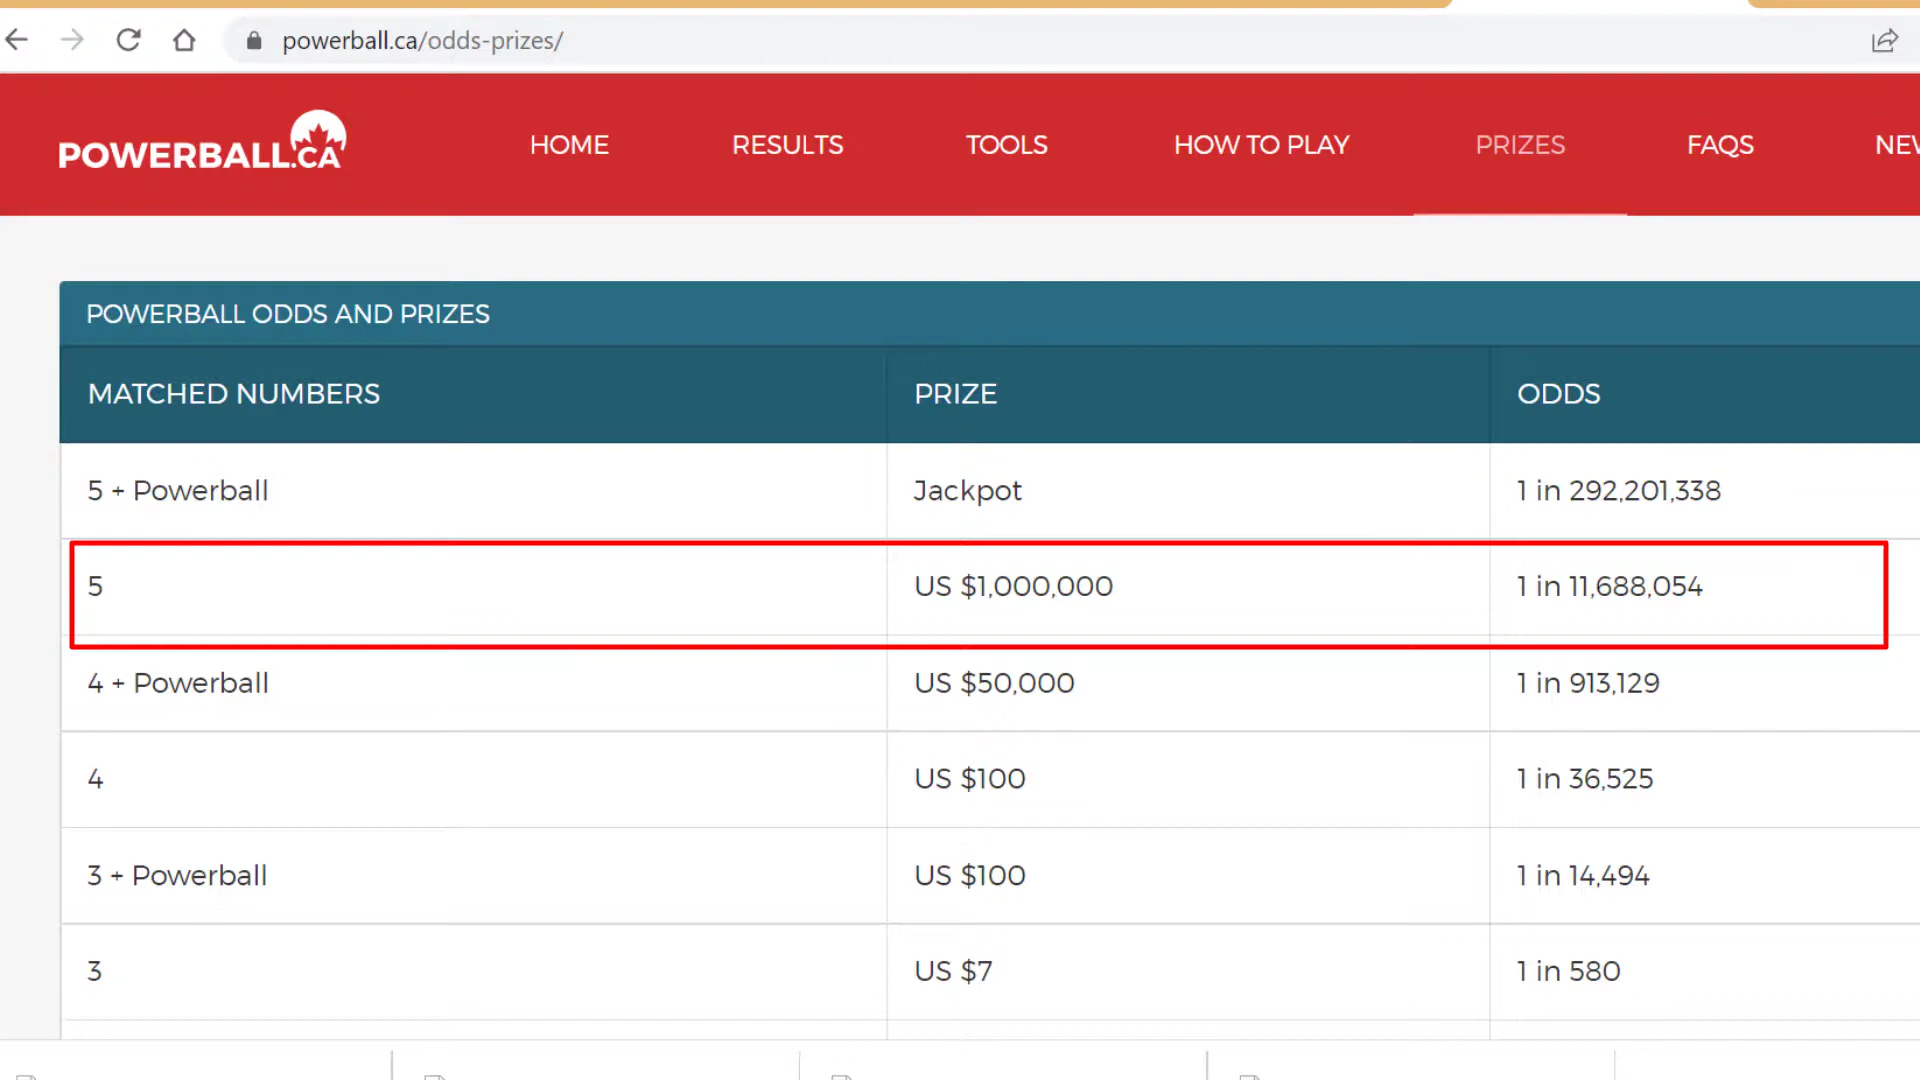 powerball.ca/odds-prizes/
POWERBALL.CA HOME RESULTS TOOLS HOW TO PLAY PRIZES FAQS
POWERBALL ODDS AND PRIZES
MATCHED NUMBERS PRIZE ODDS
5 + Powerball Jackpot 1 in 292,201,338
5 US $1,000,000 1 in 11,688,054
4 + Powerball US $50,000 1 in 913,129
4 US $100 1 in 36,525
3 + Powerball US $100 1 in 14,494
3 US $7 1 in 580